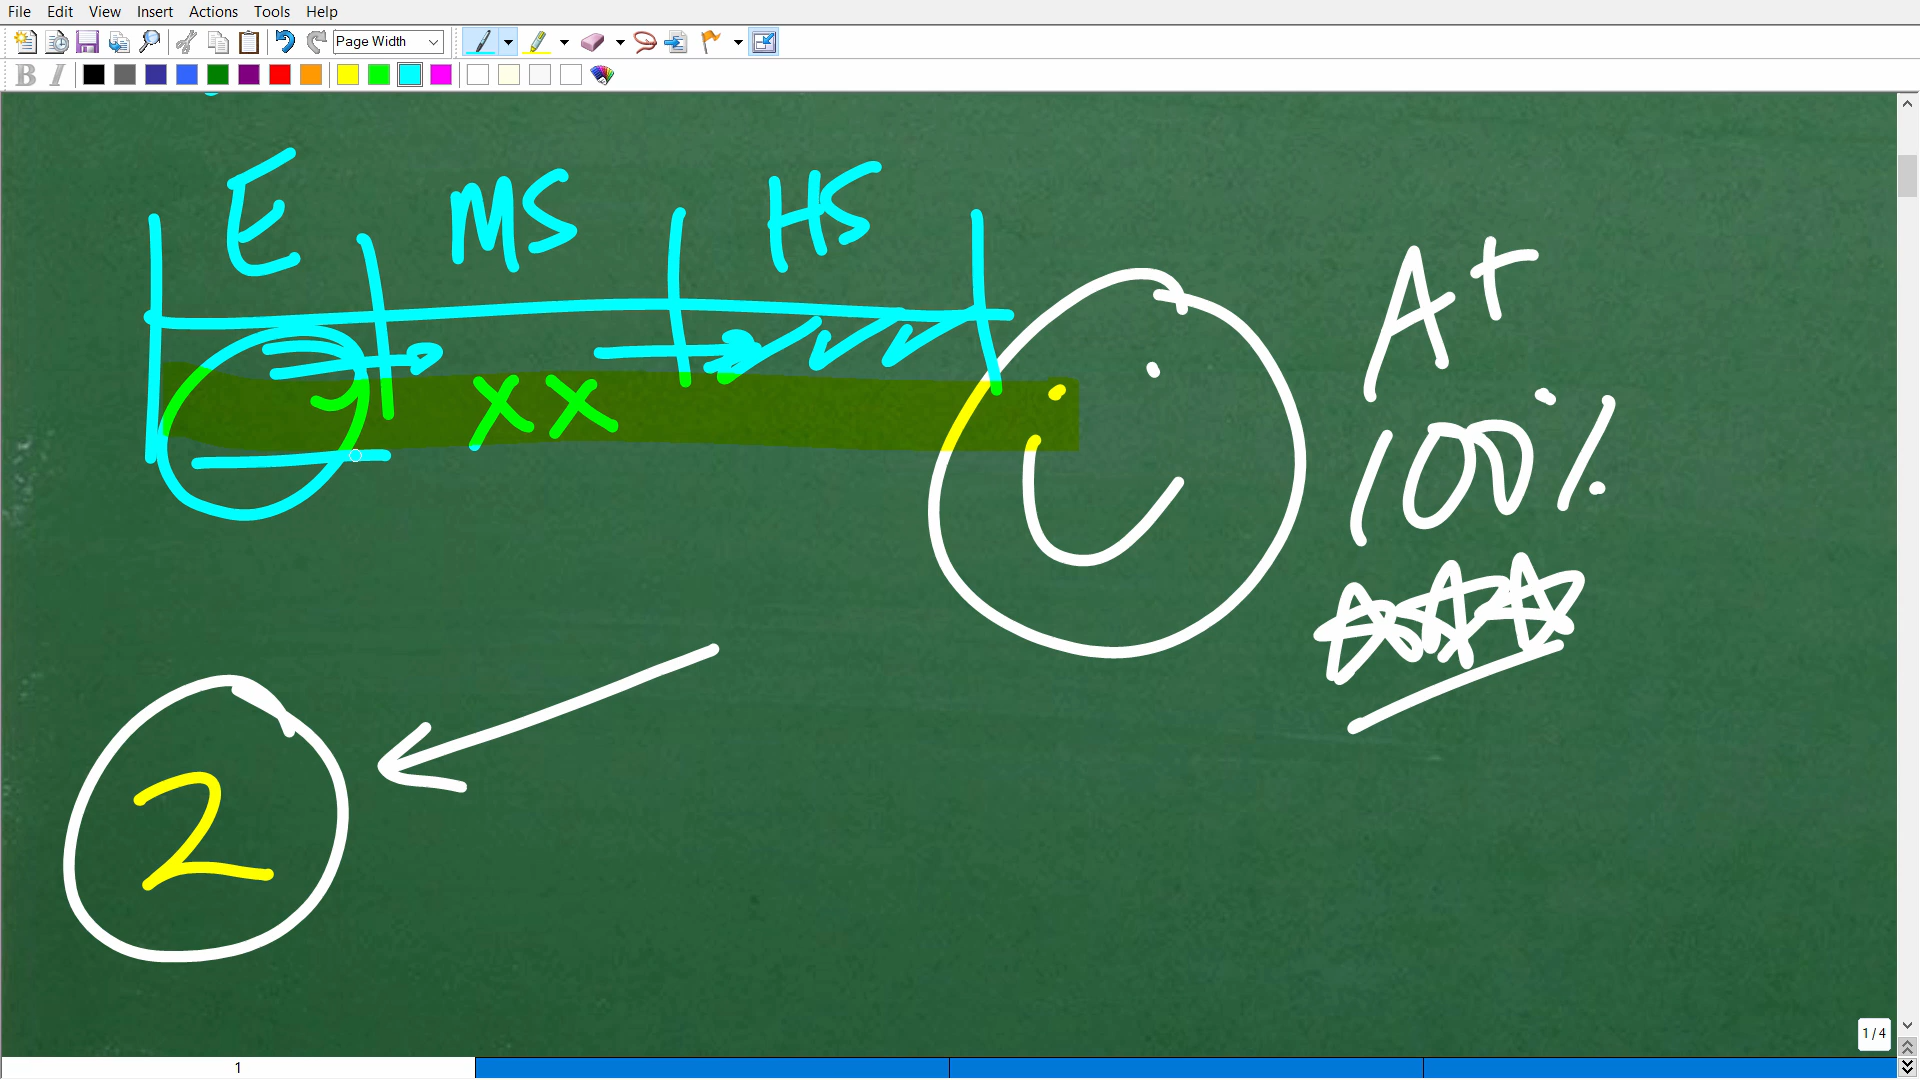 File Edit View Insert Actions Tools Help
Page Width
B I
E MS HS
A+
XX
100%
2
1 / 4
1